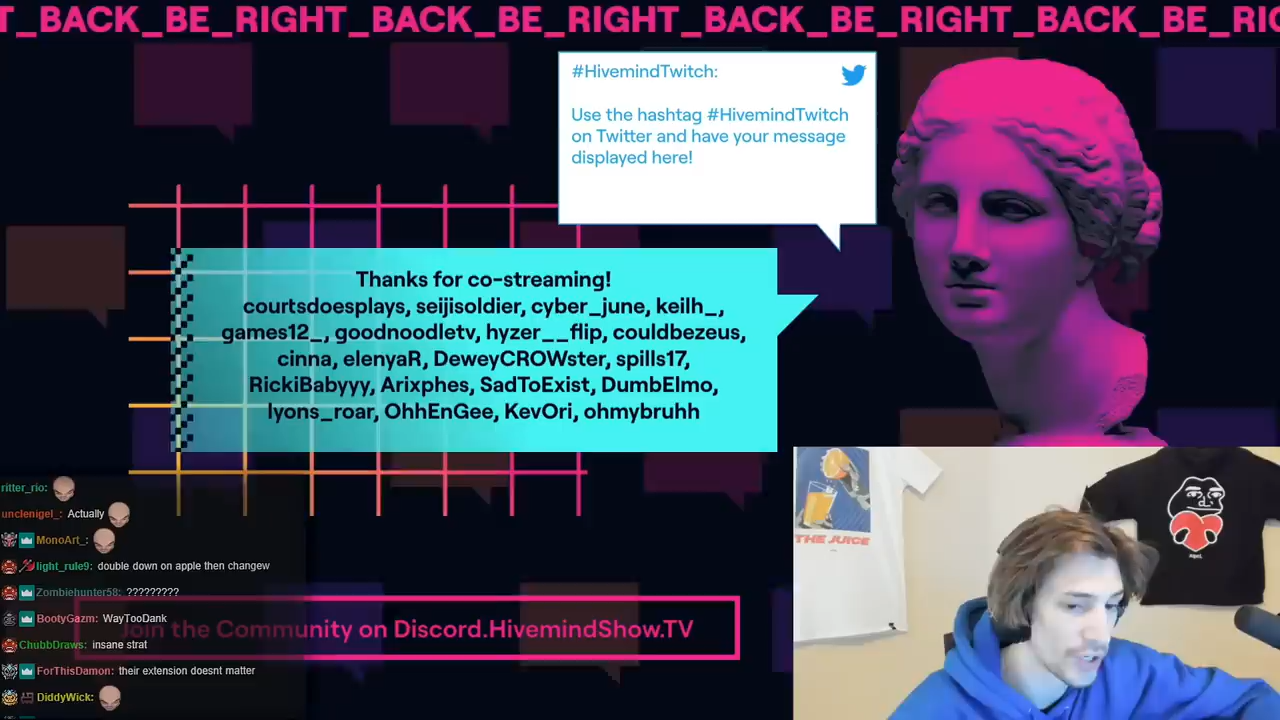 T_BACK_BE_RIGHT_BACK_BE_RIGHT_BACK_BE_RIGHT_BACK_BE_RIG
#HivemindTwitch:
Use the hashtag #HivemindTwitch
on Twitter and have your message
displayed here!
Thanks for co-streaming!
courtsdoesplays, seijisoldier, cyber_june, keilh_,
games12_, goodnoodletv, hyzer__flip, couldbezeus,
cinna, elenyaR, DeweyCROWster, spills17,
RickiBabyyy, Arixphes, SadToExist, DumbElmo,
lyons_roar, OhhEnGee, KevOri, ohmybruhh
ritter_rio:
unclenigel_: Actually
MonoArt_:
light_rule9: double down on apple then changew
Zombiehunter58: ?????????
BootyGazm: WayTooDank
Join the Community on Discord.HivemindShow.TV
ChubbDraws: insane strat
ForThisDamon: their extension doesnt matter
DiddyWick:
THE JUICE